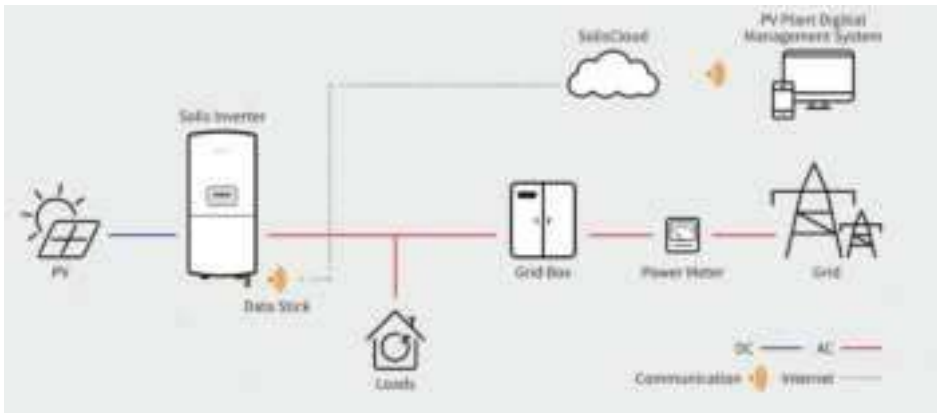 PV Plant Digital
Management System
SolisCloud
Solis Inverter
PV
Data Stick
Loads
Grid Box
Power Meter
Grid
DC
AC
Communication
Internet